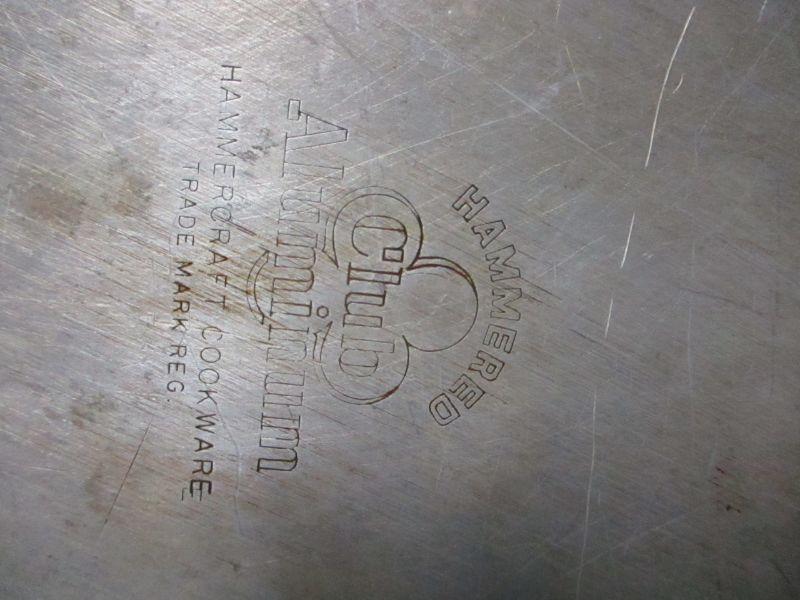 HAMMERED
Club
Aluminum
HAMMERCRAFT COOKWARE
TRADE MARK REG.